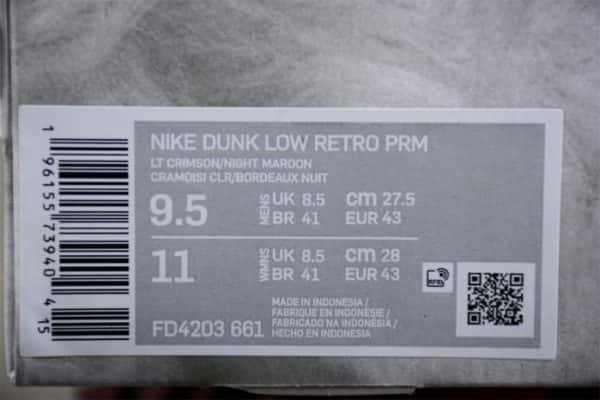 NIKE DUNK LOW RETRO PRM
LT CRIMSON/NIGHT MAROON
CRAMOISI CLR/BORDEAUX NUIT
9.5 MENS UK 8.5 cm 27.5
BR 41 EUR 43
11 WMNS UK 8.5 cm 28
BR 41 EUR 43
FD4203 661
MADE IN INDONESIA /
FABRIQUE EN INDONÉSIE /
FABRICADO NA INDONÉSIA /
HECHO EN INDONESIA
RFID
1 96155 73940 4 15